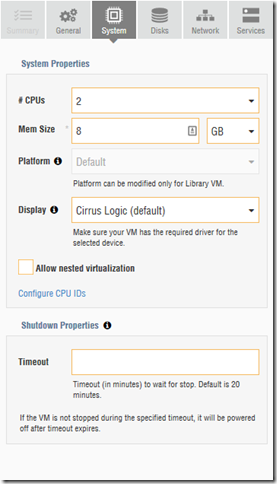 Summary
General
System
Disks
Network
Services
System Properties
# CPUs
2
Mem Size *
8
GB
Platform
Default
Platform can be modified only for Library VM.
Display
Cirrus Logic (default)
Make sure your VM has the required driver for the
selected device.
Allow nested virtualization
Configure CPU IDs
Shutdown Properties
Timeout
Timeout (in minutes) to wait for stop. Default is 20
minutes.
If the VM is not stopped during the specified timeout, it will be powered
off after timeout expires.